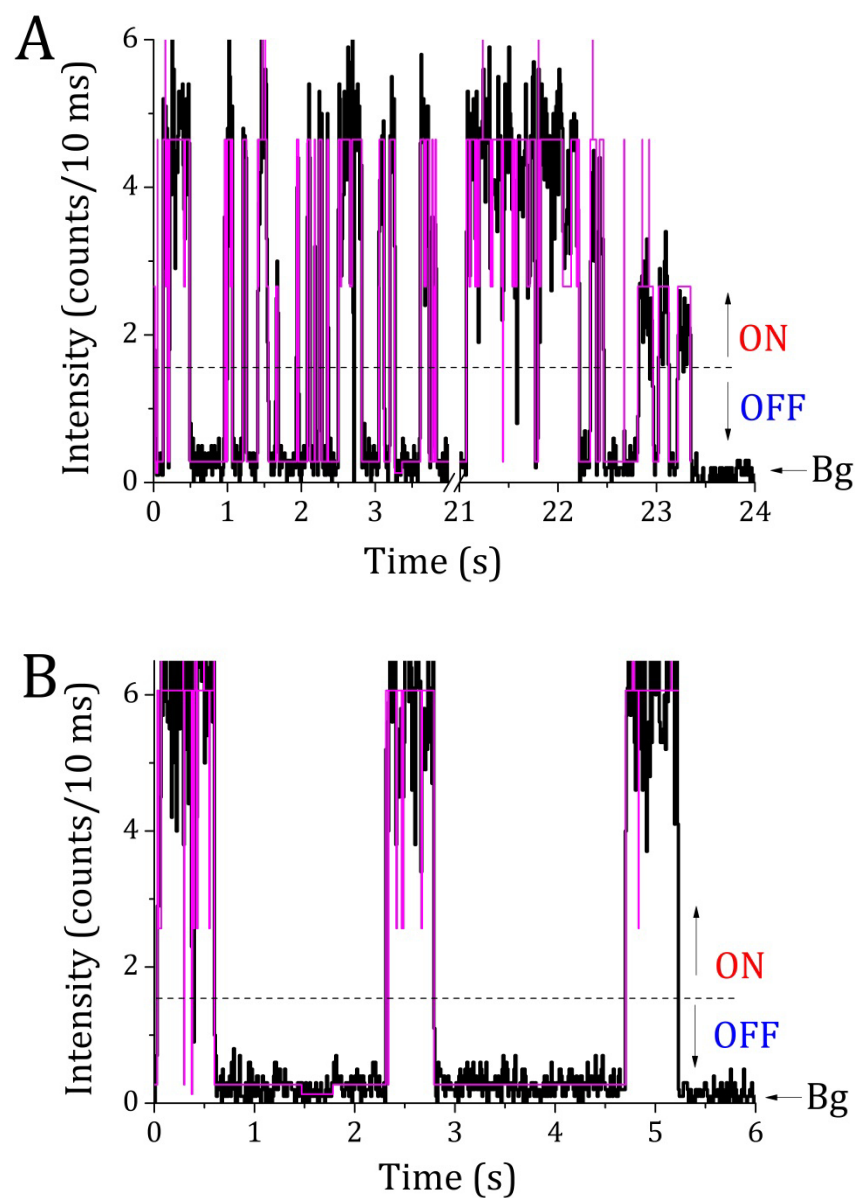 A
Intensity (counts/10 ms)
6
4
2
0
ON
OFF
Bg
0 1 2 3 21 22 23 24
Time (s)
B
Intensity (counts/10 ms)
6
4
2
0
ON
OFF
Bg
0 1 2 3 4 5 6
Time (s)